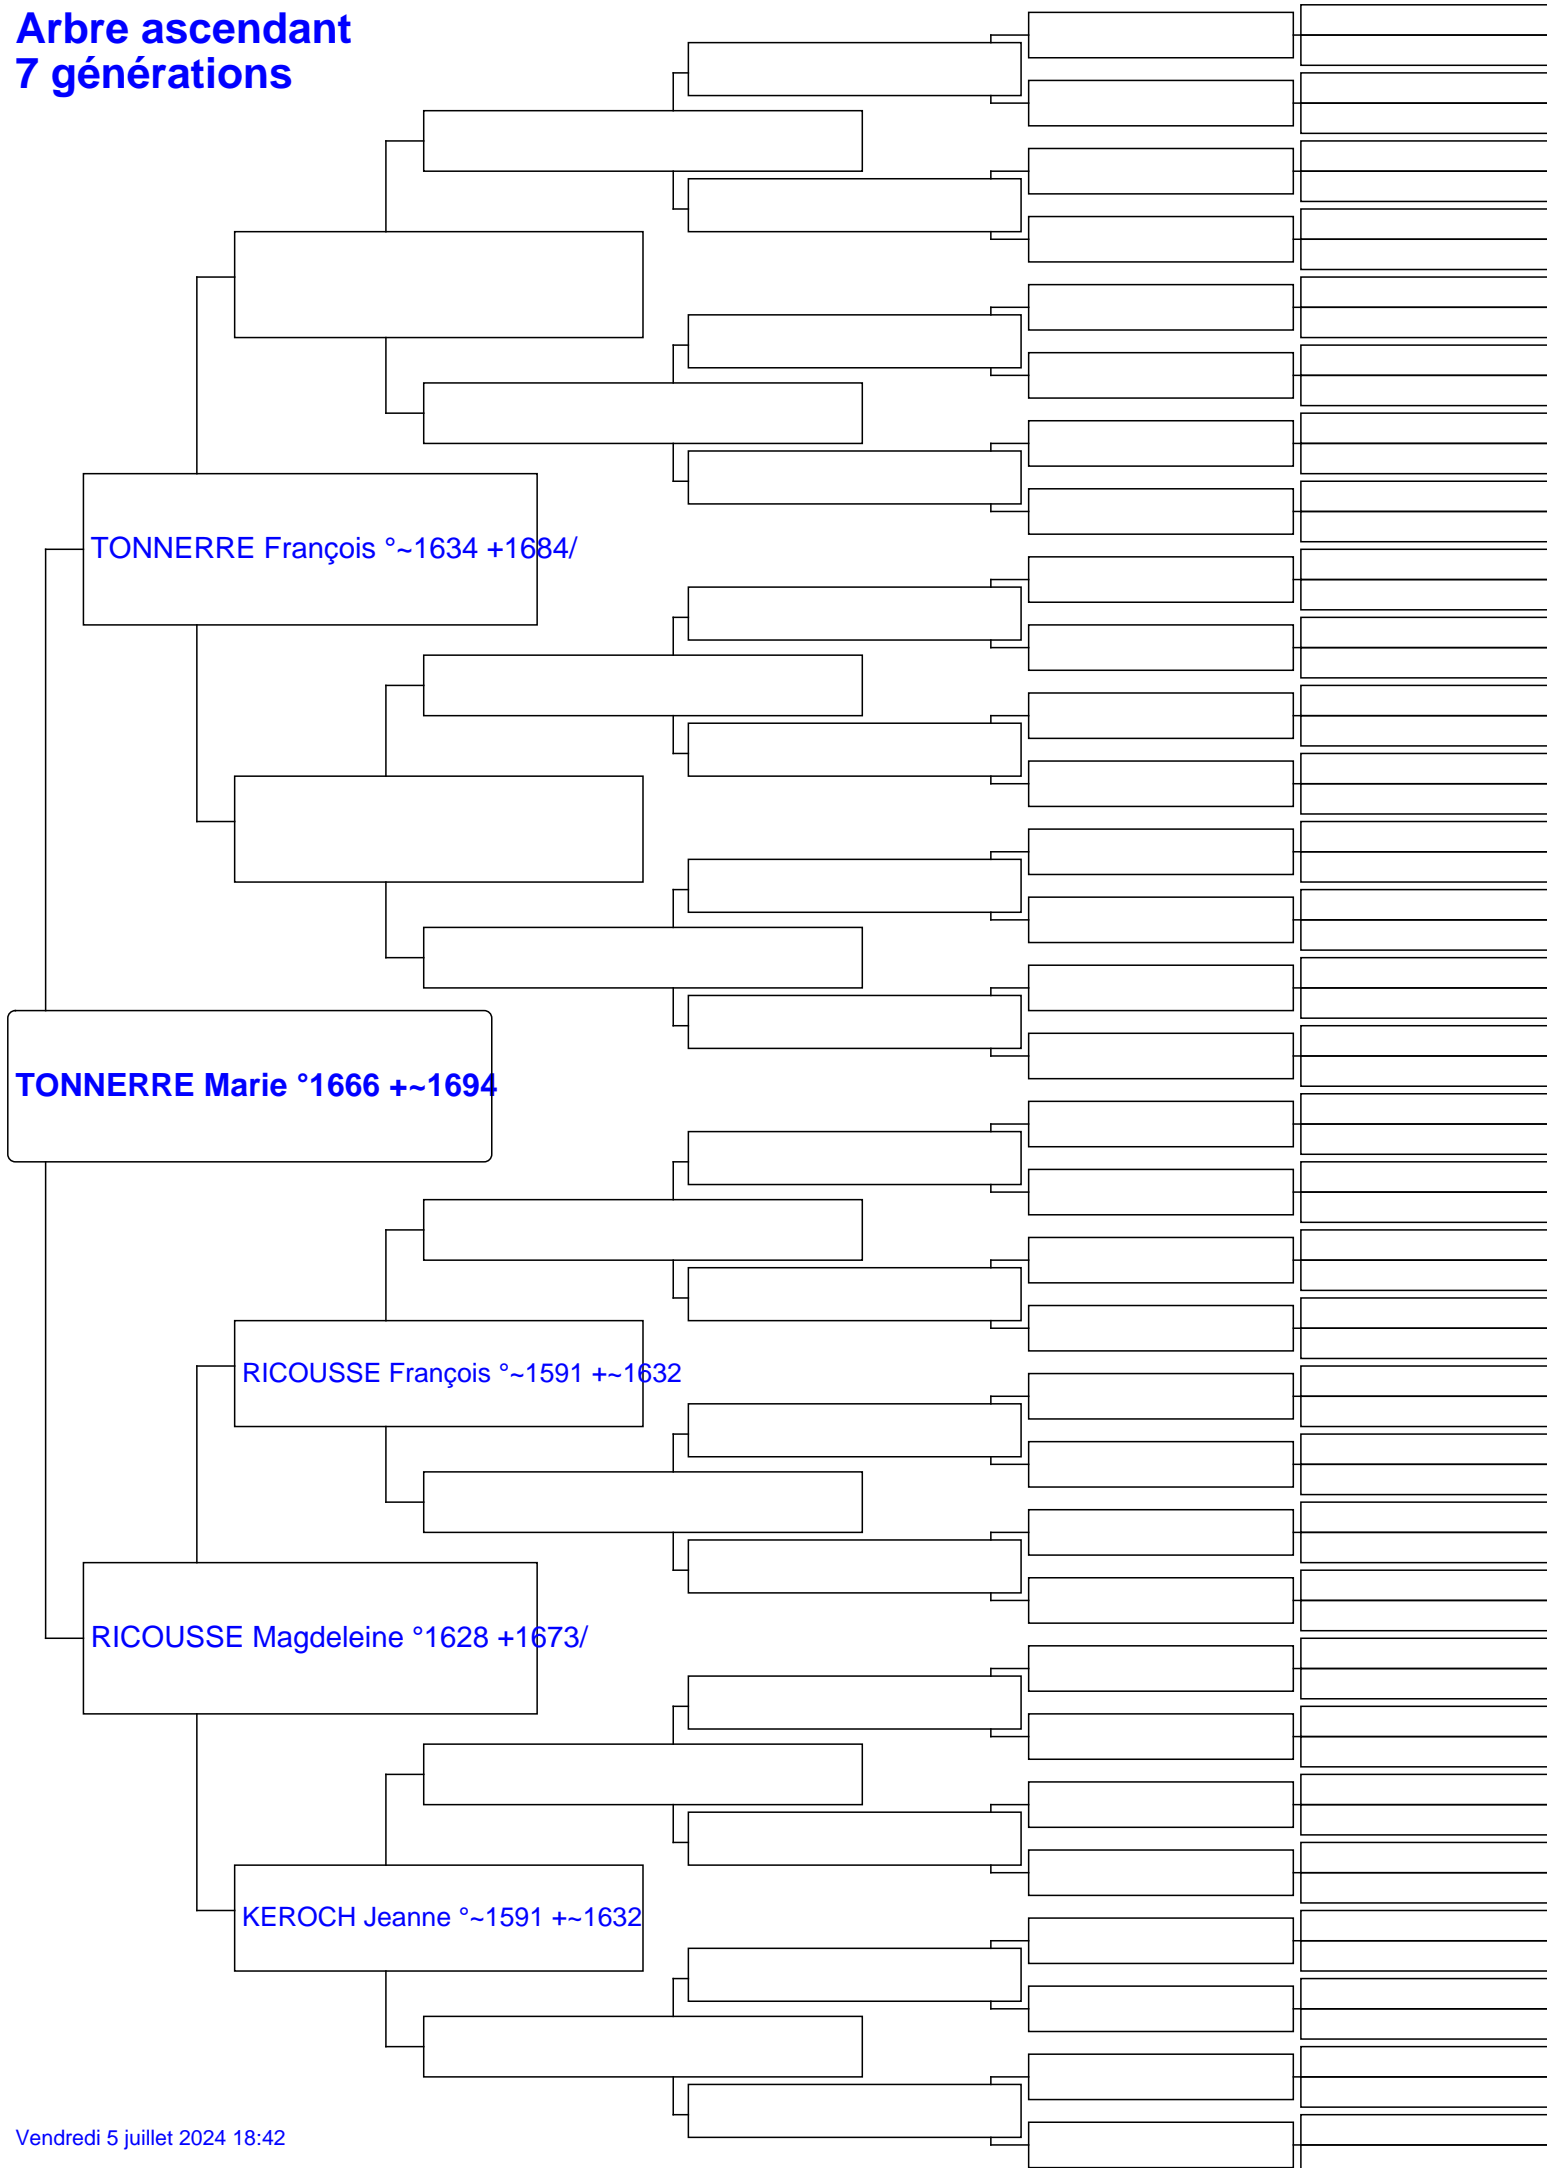 Arbre ascendant
7 générations
TONNERRE François °~1634 +1684/
TONNERRE Marie °1666 +~1694
RICOUSSE François °~1591 +~1632
RICOUSSE Magdeleine °1628 +1673/
KEROCH Jeanne °~1591 +~1632
Vendredi 5 juillet 2024 18:42